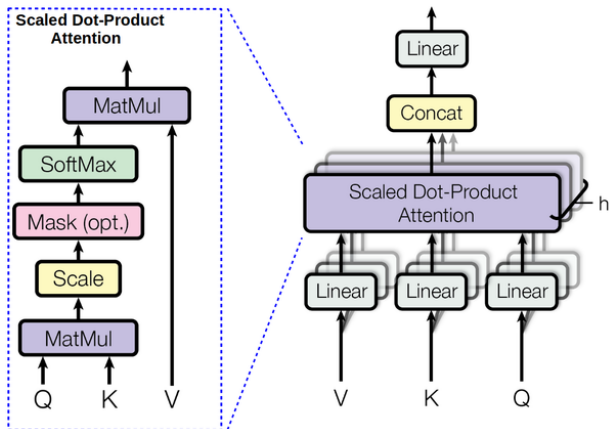 Scaled Dot-Product
Attention
MatMul
SoftMax
Mask (opt.)
Scale
MatMul
Q K V
Linear
Concat
Scaled Dot-Product
Attention
h
Linear Linear Linear
V K Q